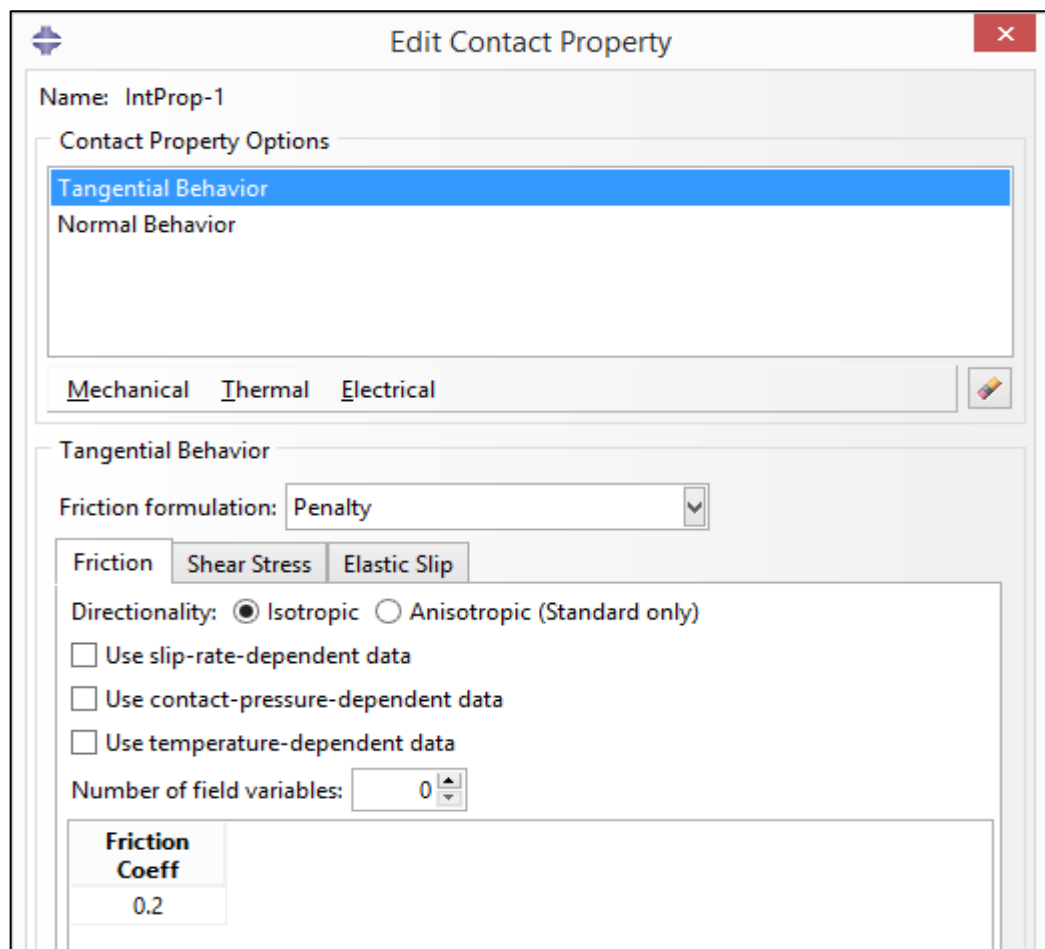 Edit Contact Property
Name: IntProp-1
Contact Property Options
Tangential Behavior
Normal Behavior
Mechanical Thermal Electrical
Tangential Behavior
Friction formulation: Penalty
Friction Shear Stress Elastic Slip
Directionality: Isotropic Anisotropic (Standard only)
Use slip-rate-dependent data
Use contact-pressure-dependent data
Use temperature-dependent data
Number of field variables: 0
Friction
Coeff
0.2